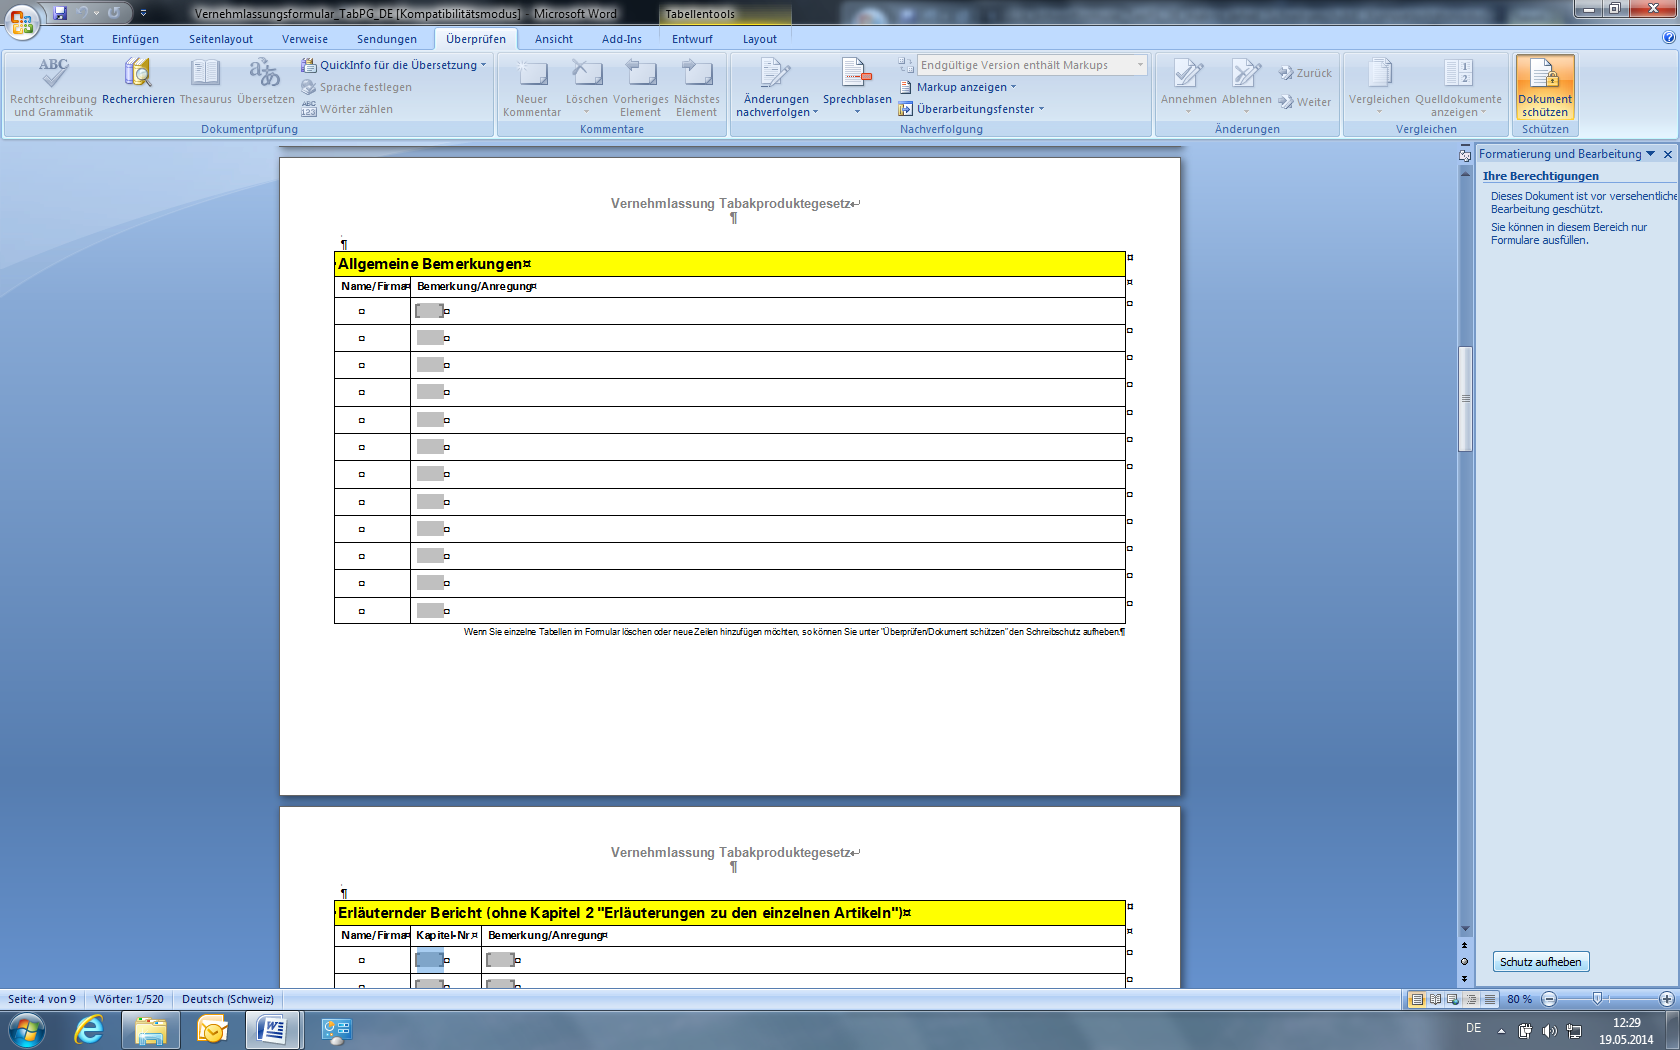 Vernehmlassungsformular_TabPG_DE [Kompatibilitätsmodus] - Microsoft Word
Tabellentools
Start Einfügen Seitenlayout Verweise Sendungen Überprüfen Ansicht Add-Ins Entwurf Layout
ABC
Rechtschreibung und Grammatik
Recherchieren
Thesaurus
Übersetzen
QuickInfo für die Übersetzung
Sprache festlegen
ABC 123 Wörter zählen
Dokumentprüfung
Neuer Kommentar
Löschen
Vorheriges Element
Nächstes Element
Kommentare
Änderungen nachverfolgen
Sprechblasen
Endgültige Version enthält Markups
Markup anzeigen
Überarbeitungsfenster
Nachverfolgung
Annehmen
Ablehnen
Zurück
Weiter
Änderungen
Vergleichen
Quelldokumente anzeigen
Vergleichen
Dokument schützen
Schützen
Formatierung und Bearbeitung
Ihre Berechtigungen
Dieses Dokument ist vor versehentliche
Bearbeitung geschützt.
Sie können in diesem Bereich nur
Formulare ausfüllen.
Schutz aufheben
Vernehmlassung Tabakproduktegesetz
Allgemeine Bemerkungen
Name/Firma Bemerkung/Anregung
Wenn Sie einzelne Tabellen im Formular löschen oder neue Zeilen hinzufügen möchten, so können Sie unter "Überprüfen/Dokument schützen" den Schreibschutz aufheben.
Vernehmlassung Tabakproduktegesetz
Erläuternder Bericht (ohne Kapitel 2 "Erläuterungen zu den einzelnen Artikeln")
Name/Firma Kapitel-Nr. Bemerkung/Anregung
Seite: 4 von 9 Wörter: 1/520 Deutsch (Schweiz)
80 %
DE
12:29
19.05.2014